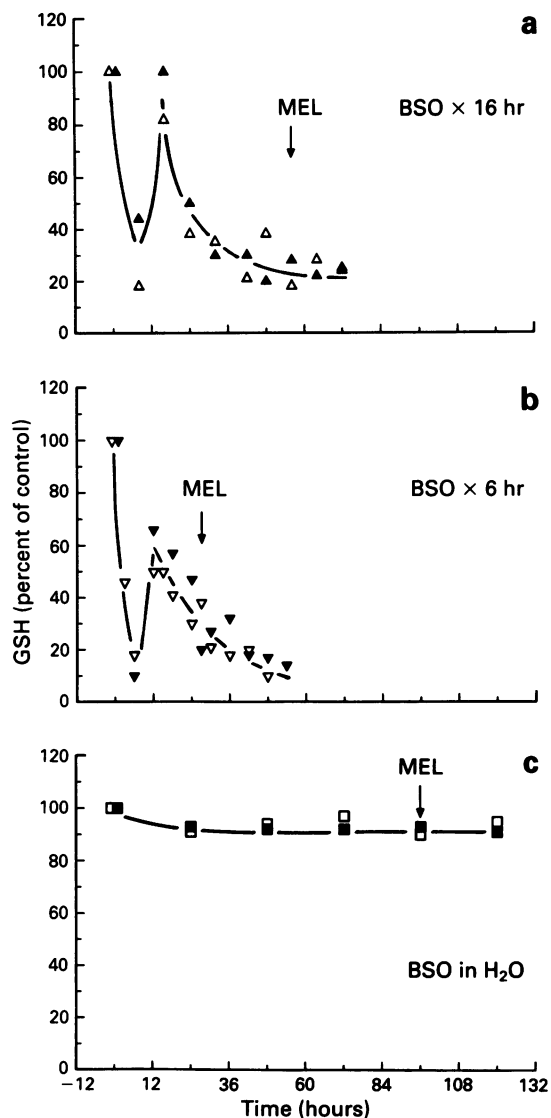 a
120
100
80
60
40
20
0
MEL
BSO × 16 hr
b
120
100
80
60
40
20
0
MEL
BSO × 6 hr
GSH (percent of control)
c
120
100
80
60
40
20
0
MEL
BSO in H₂O
−12 12 36 60 84 108 132
Time (hours)